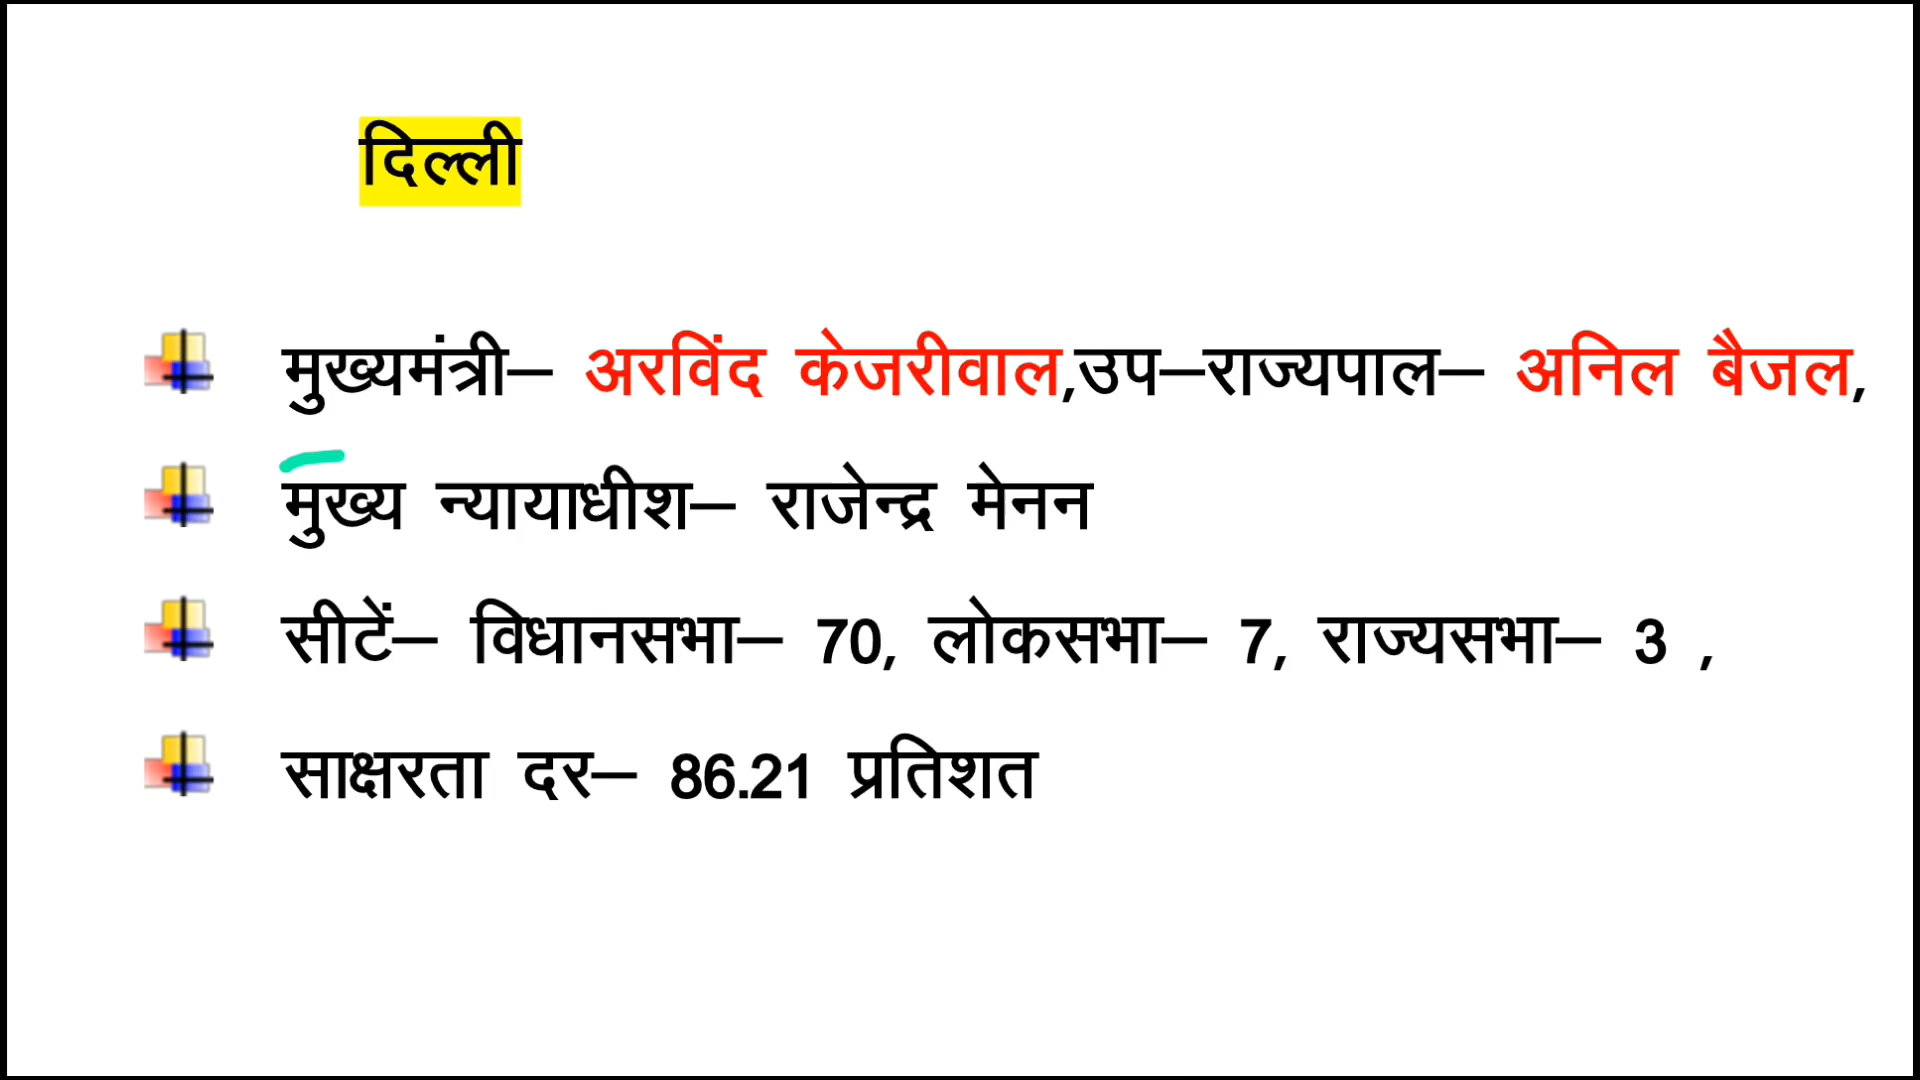 दिल्ली
मुख्यमंत्री– अरविंद केजरीवाल,उप–राज्यपाल– अनिल बैजल,
मुख्य न्यायाधीश– राजेन्द्र मेनन
सीटें– विधानसभा– 70, लोकसभा– 7, राज्यसभा– 3 ,
साक्षरता दर– 86.21 प्रतिशत